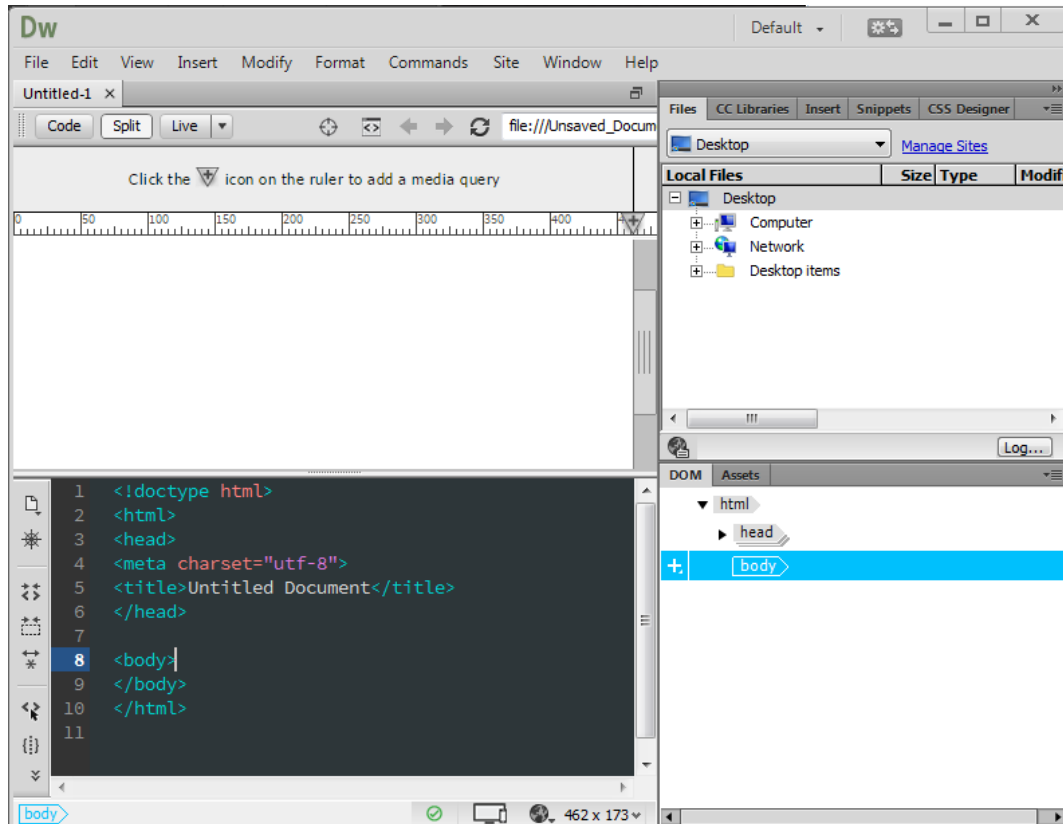 Dw
Default
File Edit View Insert Modify Format Commands Site Window Help
Untitled-1
Code Split Live
file:///Unsaved_Docum
Click the icon on the ruler to add a media query
0 50 100 150 200 250 300 350 400
Files CC Libraries Insert Snippets CSS Designer
Desktop Manage Sites
Local Files Size Type Modif
Desktop
Computer
Network
Desktop items
Log...
DOM Assets
html
head
body
1 <!doctype html>
2 <html>
3 <head>
4 <meta charset="utf-8">
5 <title>Untitled Document</title>
6 </head>
7
8 <body>
9 </body>
10 </html>
11
body
462 x 173